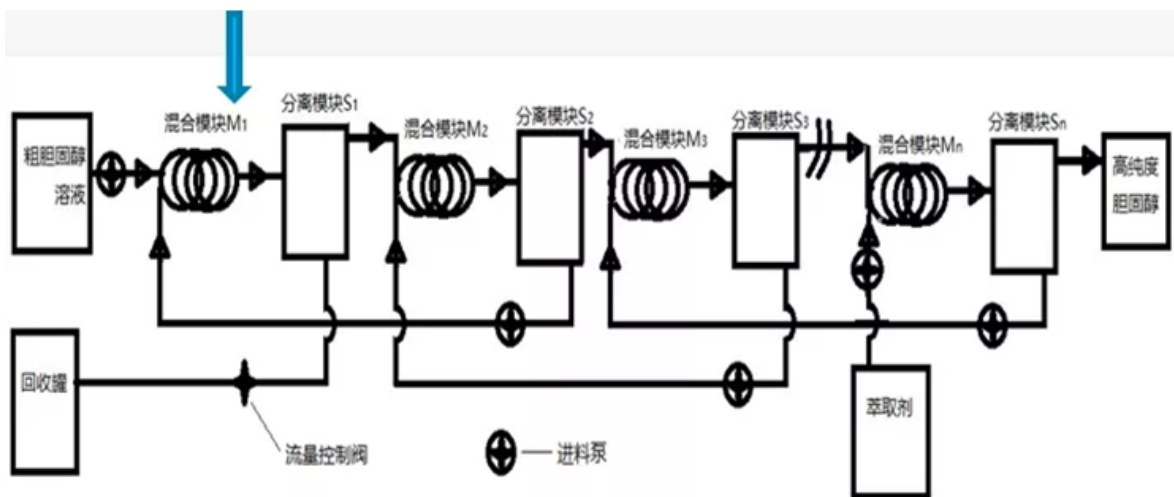 粗胆固醇
溶液
混合模块M1
分离模块S1
混合模块M2
分离模块S2
混合模块M3
分离模块S3
混合模块Mn
分离模块Sn
高纯度
胆固醇
回收罐
流量控制阀
进料泵
萃取剂